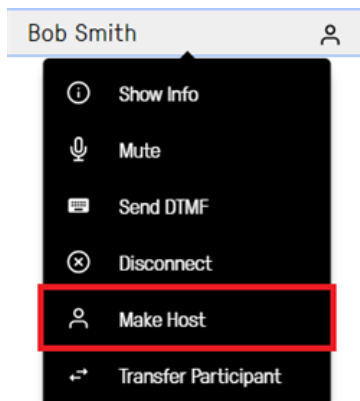 Bob Smith
Show Info
Mute
Send DTMF
Disconnect
Make Host
Transfer Participant